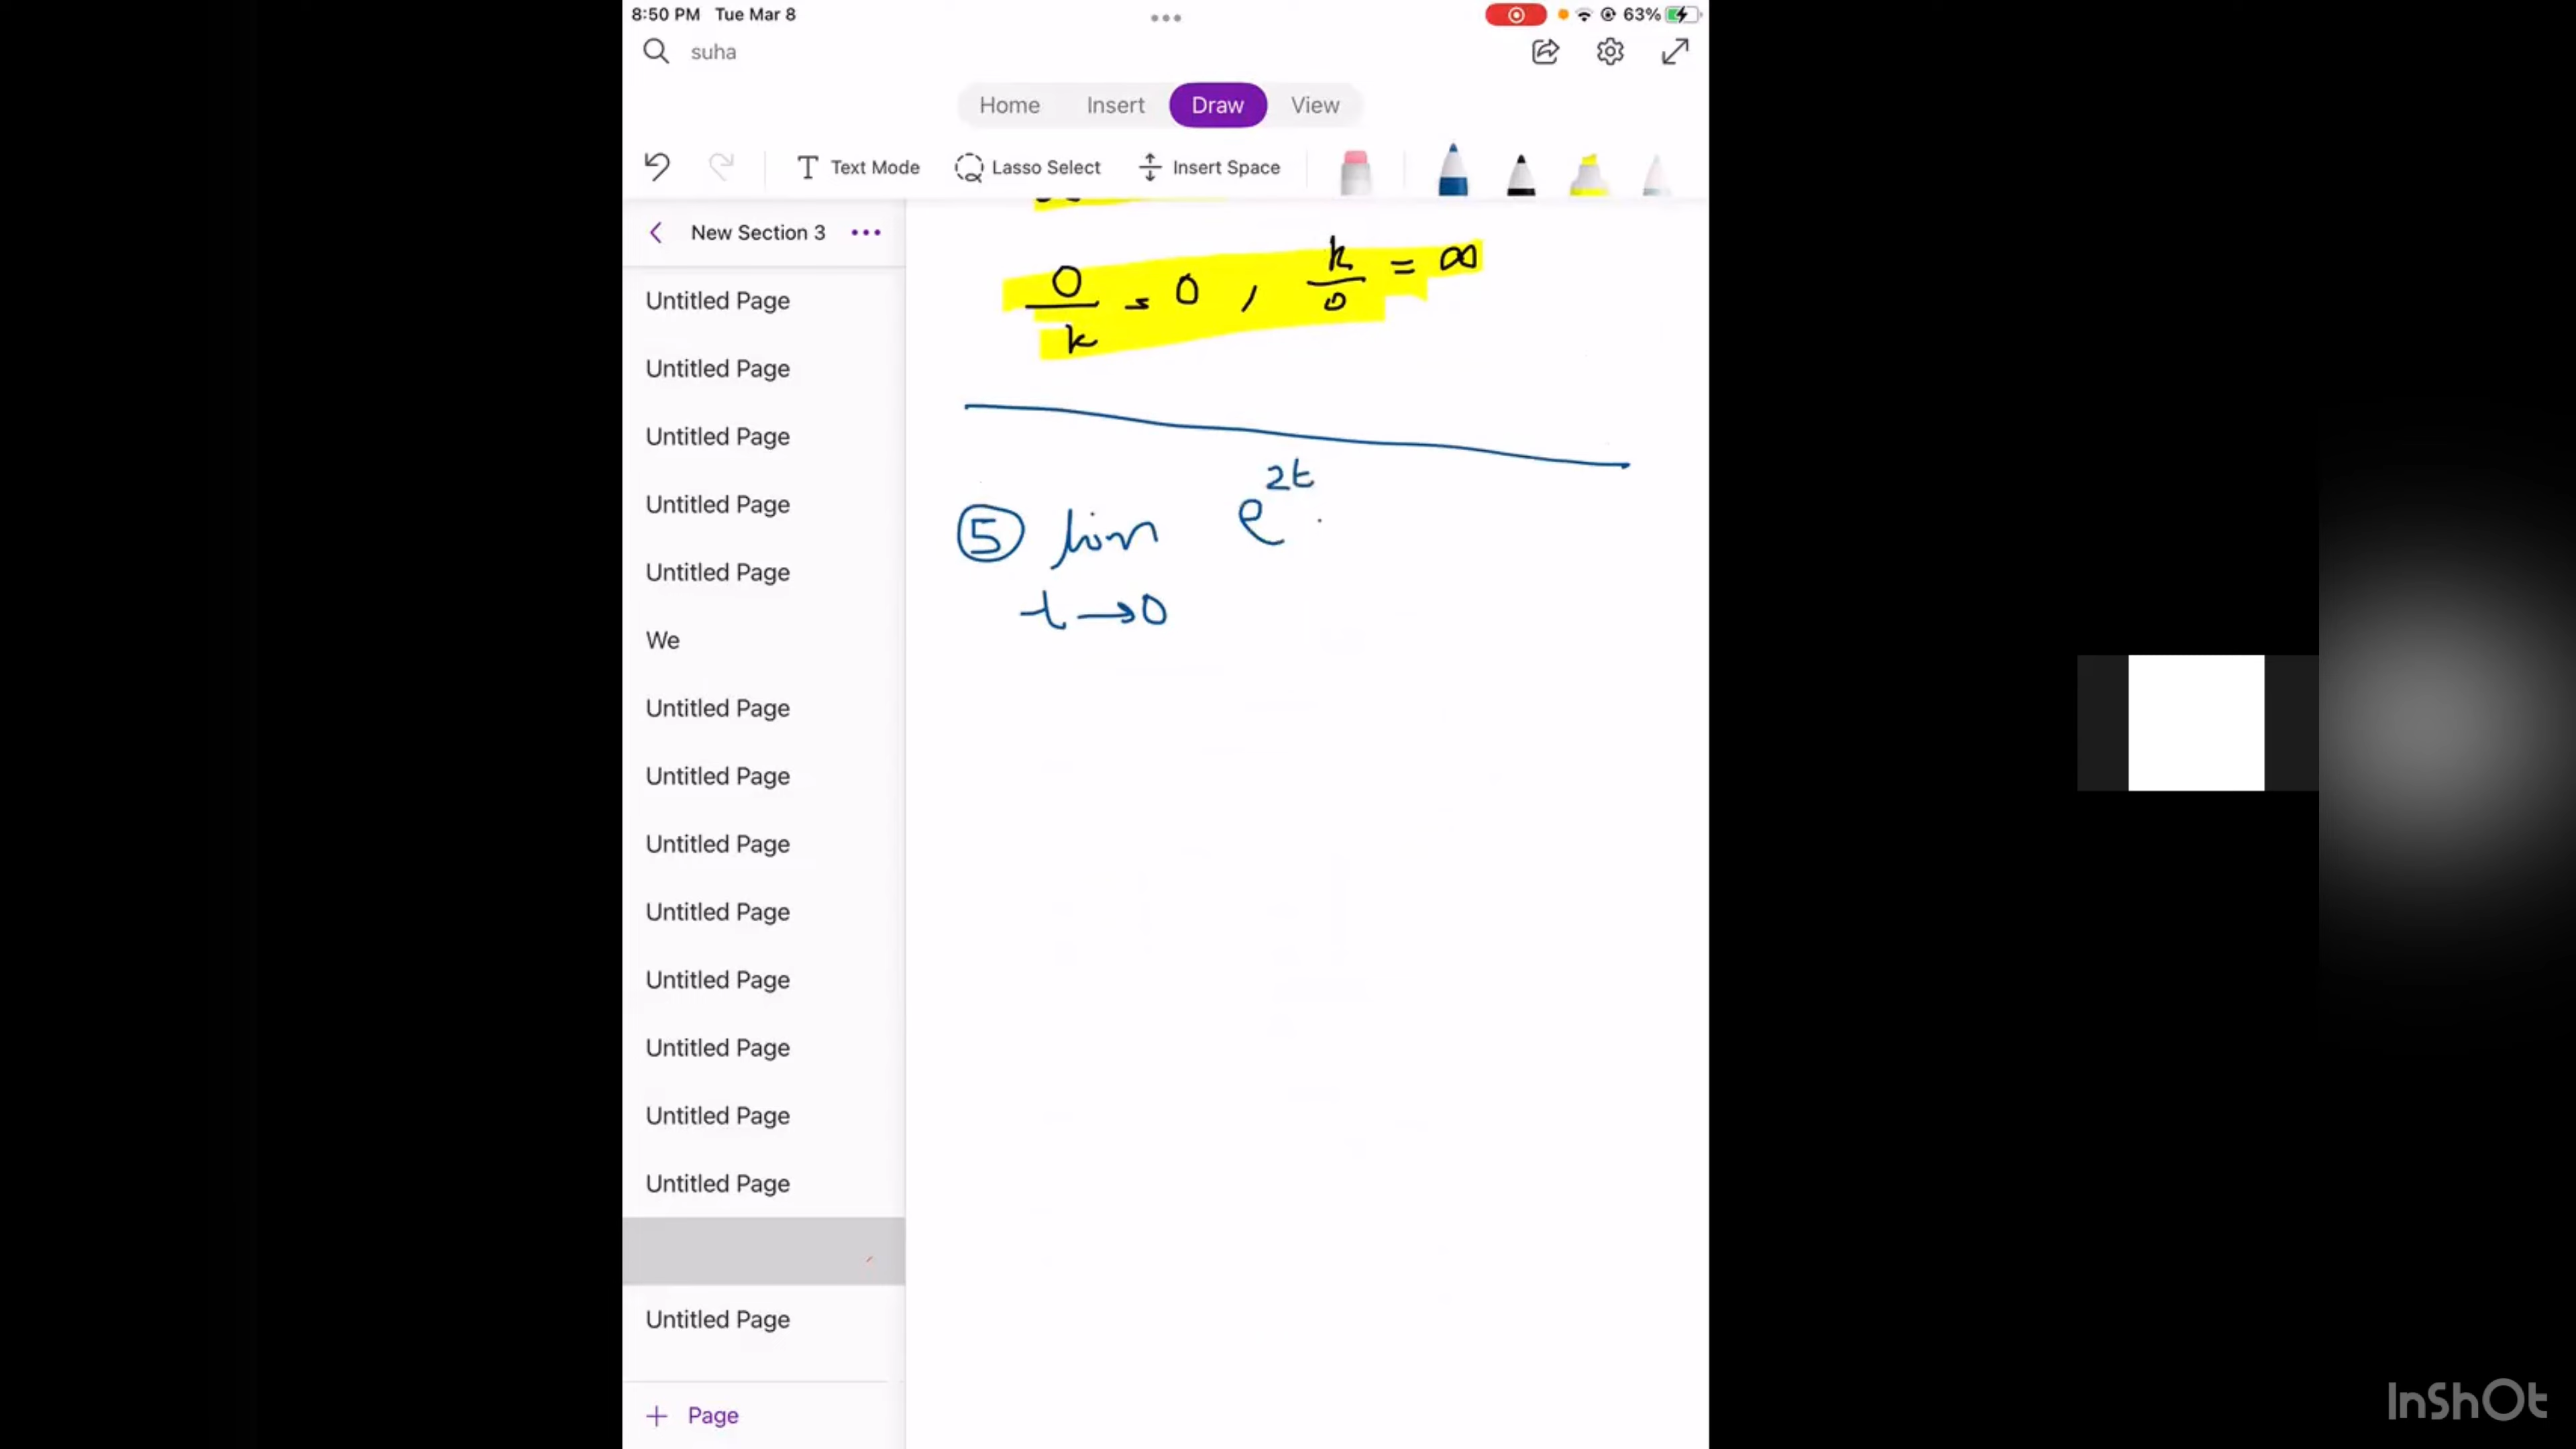 8:50 PM Tue Mar 8
63%
suha
Home Insert Draw View
Text Mode Lasso Select Insert Space
New Section 3
Untitled Page
Untitled Page
Untitled Page
Untitled Page
Untitled Page
We
Untitled Page
Untitled Page
Untitled Page
Untitled Page
Untitled Page
Untitled Page
Untitled Page
Untitled Page
Untitled Page
+ Page
0/k = 0 , k/0 = ∞
⑤ lim e^2t
t → 0
InShOt